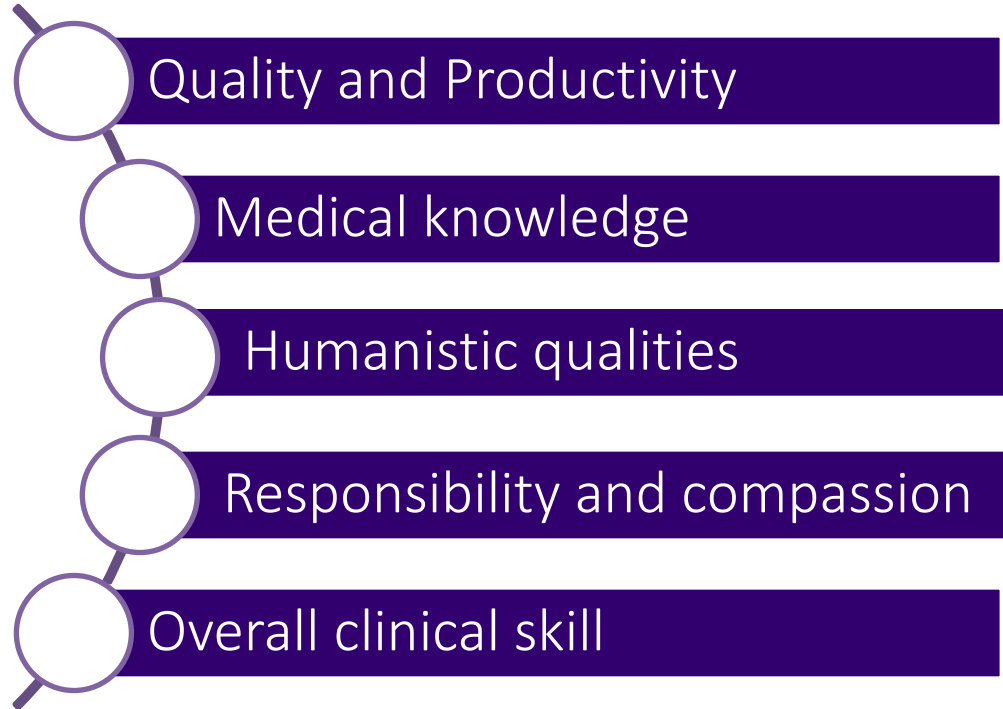 Quality and Productivity
Medical knowledge
Humanistic qualities
Responsibility and compassion
Overall clinical skill